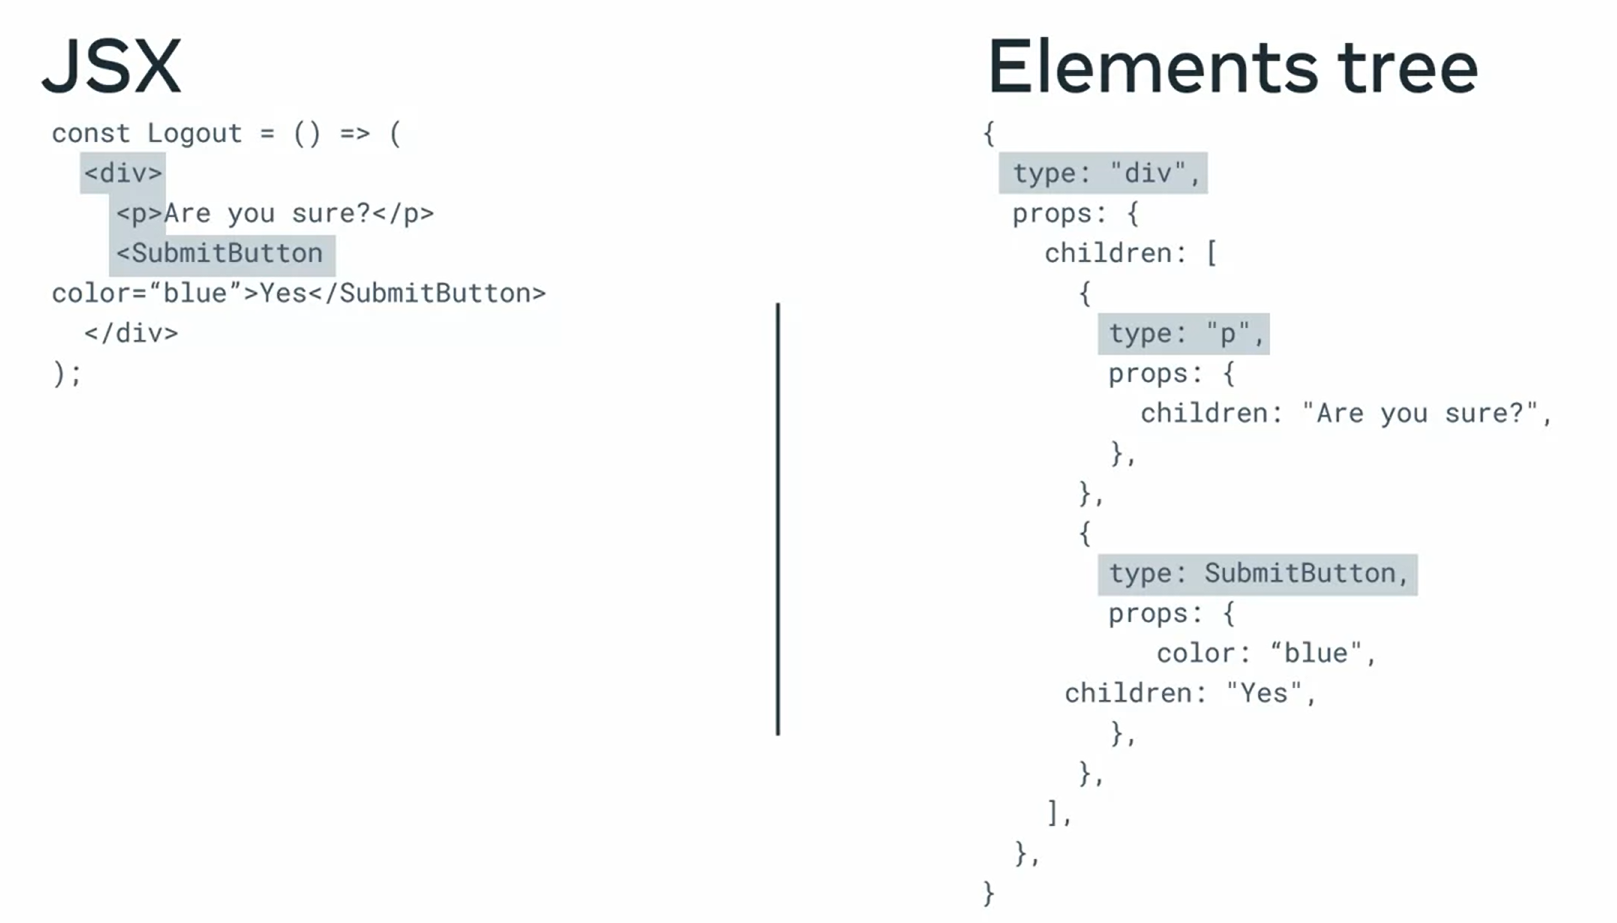 JSX
const Logout = () => (
<div>
<p>Are you sure?</p>
<SubmitButton
color=“blue”>Yes</SubmitButton>
</div>
);
Elements tree
{
type: "div",
props: {
children: [
{
type: "p",
props: {
children: "Are you sure?",
},
},
{
type: SubmitButton,
props: {
color: “blue",
children: "Yes",
},
},
],
},
}